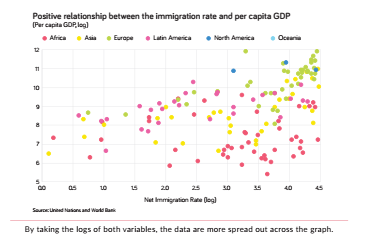 Positive relationship between the immigration rate and per capita GDP
(Per capita GDP,log)
Africa Asia Europe Latin America North America Oceania
12
11
10
9
8
7
6
5
0.0 0.5 1.0 1.5 2.0 2.5 3.0 3.5 4.0 4.5
Net Immigration Rate (log)
Source: United Nations and World Bank
By taking the logs of both variables, the data are more spread out across the graph.